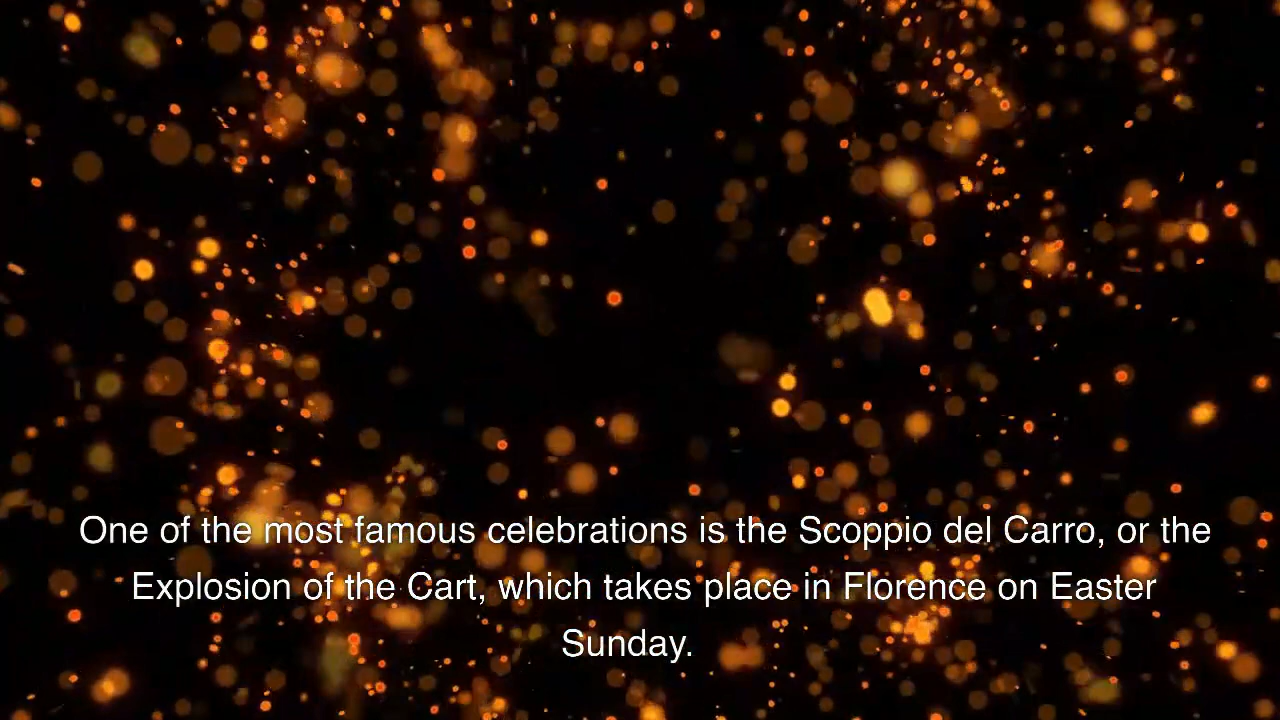 One of the most famous celebrations is the Scoppio del Carro, or the
Explosion of the Cart, which takes place in Florence on Easter
Sunday.